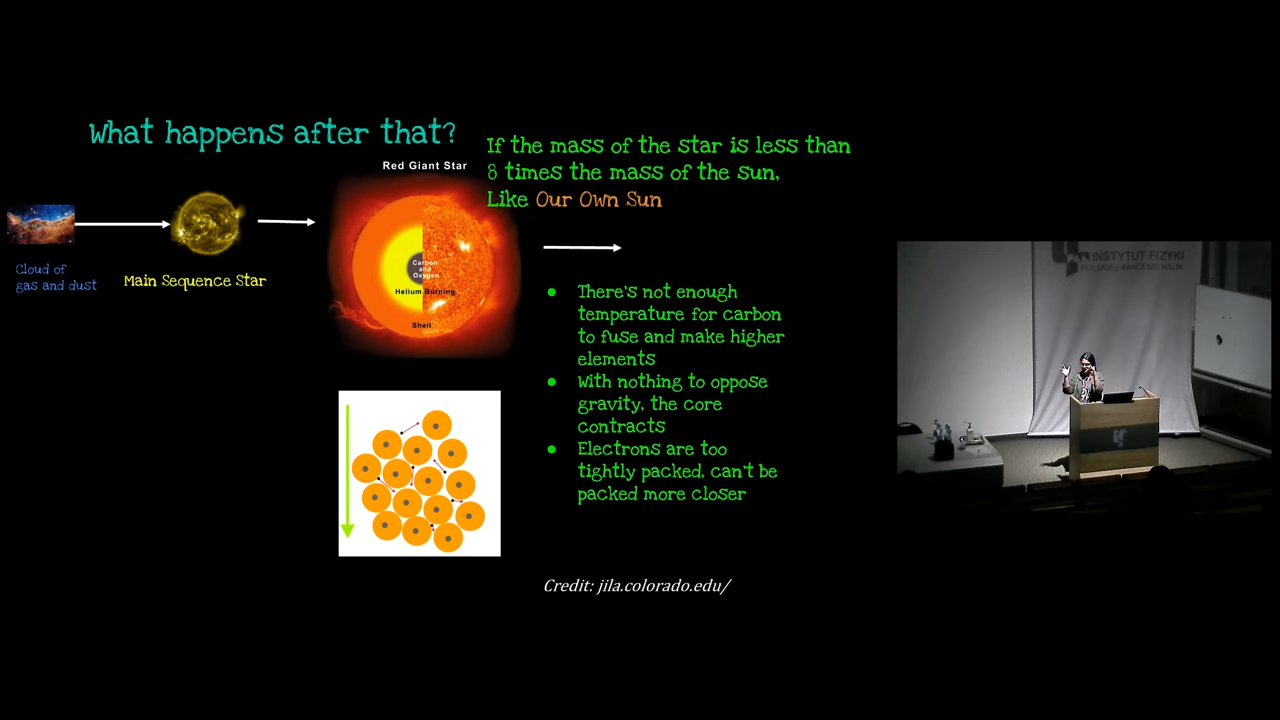 What happens after that?
If the mass of the star is less than
8 times the mass of the sun,
Like Our Own Sun
Red Giant Star
Carbon
and
Oxygen
Helium Burning
Shell
Cloud of
gas and dust
Main Sequence Star
● There's not enough
temperature for carbon
to fuse and make higher
elements
● With nothing to oppose
gravity, the core
contracts
● Electrons are too
tightly packed, can't be
packed more closer
Credit: jila.colorado.edu/
INSTYTUT FIZYKI
POLSKIEJ AKADEMII NAUK